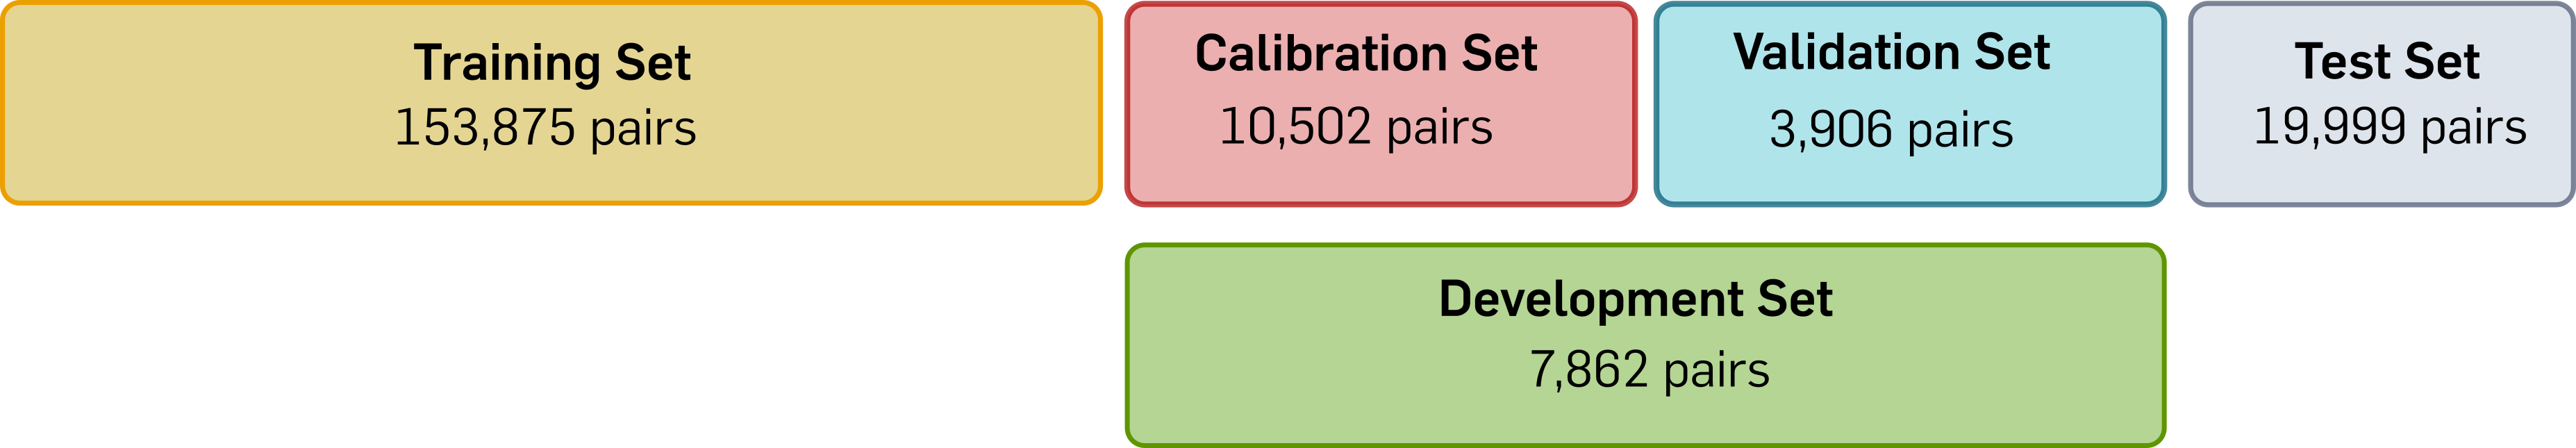 Training Set
153,875 pairs
Calibration Set
10,502 pairs
Validation Set
3,906 pairs
Test Set
19,999 pairs
Development Set
7,862 pairs